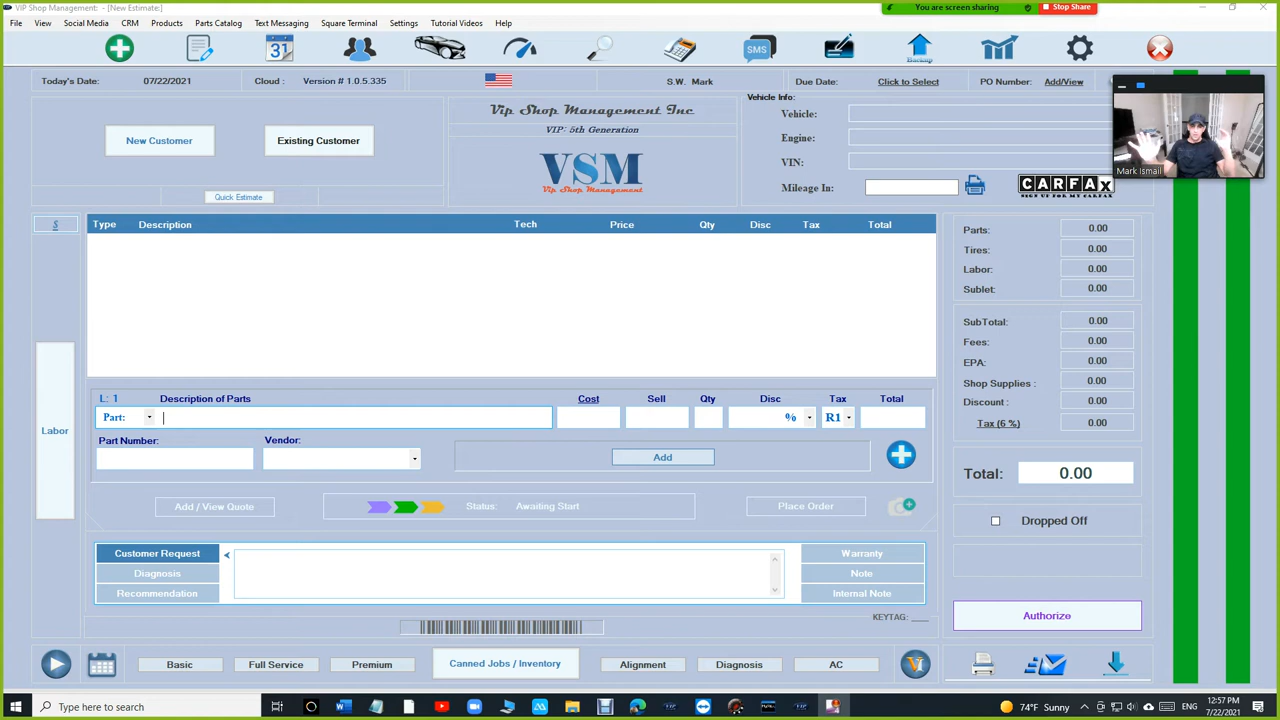 VIP Shop Management: - [New Estimate:]
You are screen sharing
Stop Share
File View Social Media CRM Products Parts Catalog Text Messaging Square Terminal Settings Tutorial Videos Help
31
SMS
Backup
Today's Date: 07/22/2021 Cloud : Version # 1.0.5.335 S.W. Mark Due Date: Click to Select PO Number: Add/View
New Customer
Existing Customer
Quick Estimate
Vip Shop Management Inc
VIP: 5th Generation
VSM
Vip Shop Management
Vehicle Info:
Vehicle:
Engine:
VIN:
Mileage In:
CARFAX
SIGN UP FOR MY CARFAX
Mark Ismail
S
Type Description Tech Price Qty Disc Tax Total
Parts: 0.00
Tires: 0.00
Labor: 0.00
Sublet: 0.00
SubTotal: 0.00
Fees: 0.00
EPA: 0.00
Shop Supplies : 0.00
Discount : 0.00
Tax (6 %) 0.00
Labor
L: 1 Description of Parts Cost Sell Qty Disc Tax Total
Part: % R1
Part Number: Vendor:
Add
Total: 0.00
Add / View Quote
Status: Awaiting Start
Place Order
Dropped Off
Customer Request
Diagnosis
Recommendation
<
Warranty
Note
Internal Note
KEYTAG: ____
Authorize
Basic Full Service Premium Canned Jobs / Inventory Alignment Diagnosis AC
Type here to search
74°F Sunny
12:57 PM
7/22/2021